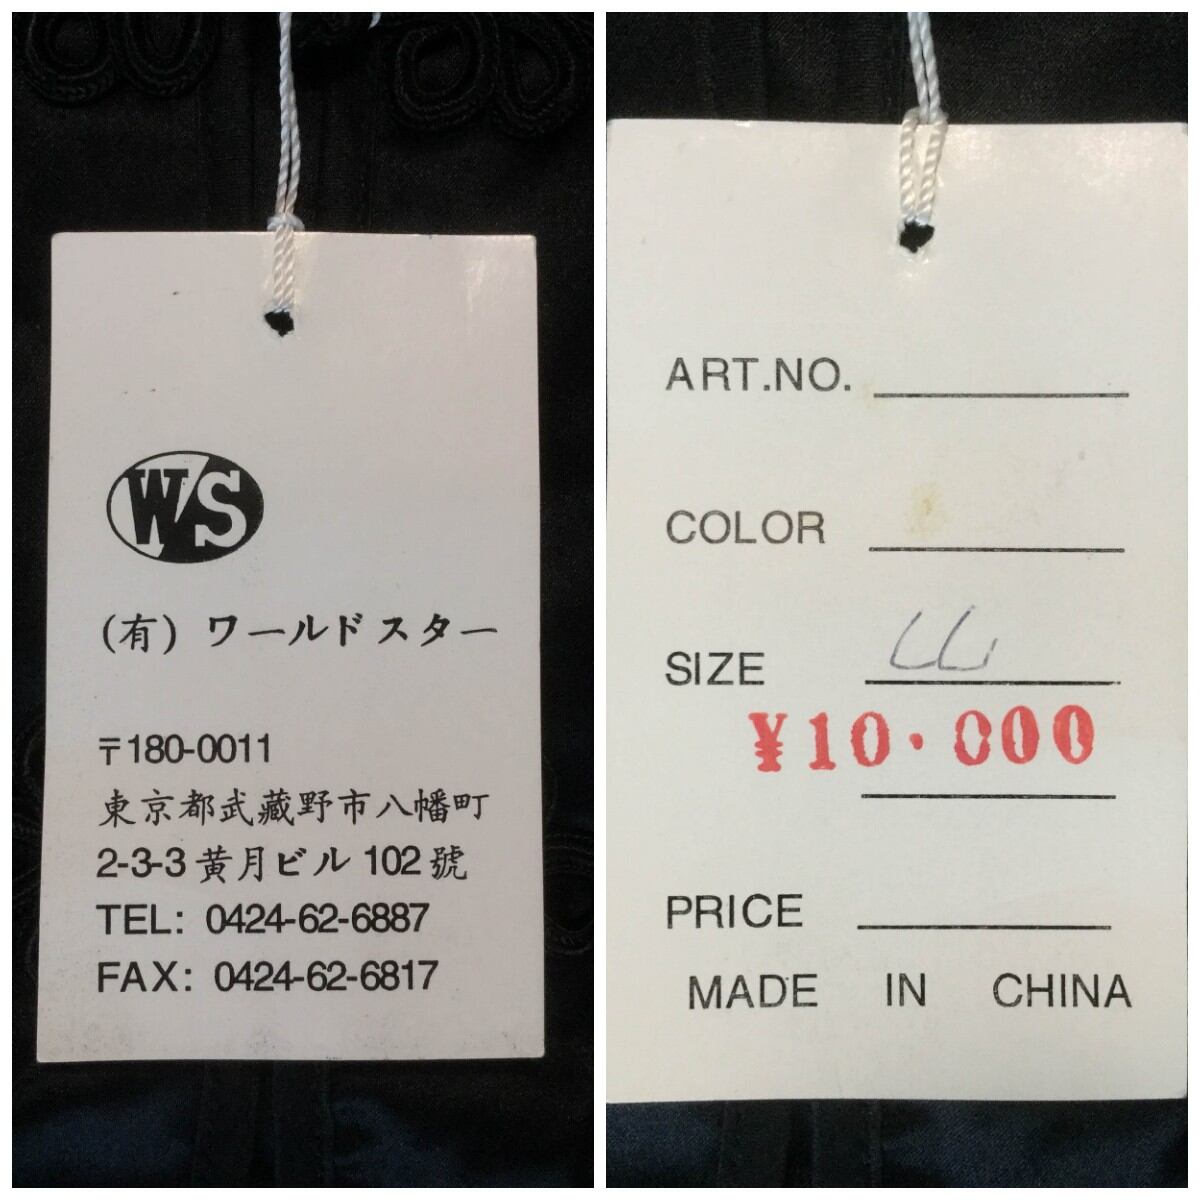 WS
(有) ワールドスター
〒180-0011
東京都武蔵野市八幡町
2-3-3 黄月ビル 102 號
TEL: 0424-62-6887
FAX: 0424-62-6817
ART.NO.
COLOR
SIZE
¥10.000
PRICE
MADE IN CHINA